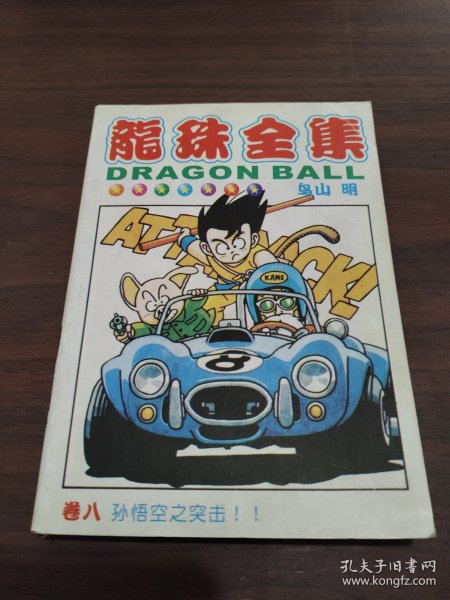 龍珠全集
DRAGON BALL
鸟山 明
ATTACK!
KAME
8
卷八 孙悟空之突击！！
孔夫子旧书网
www.kongfz.com